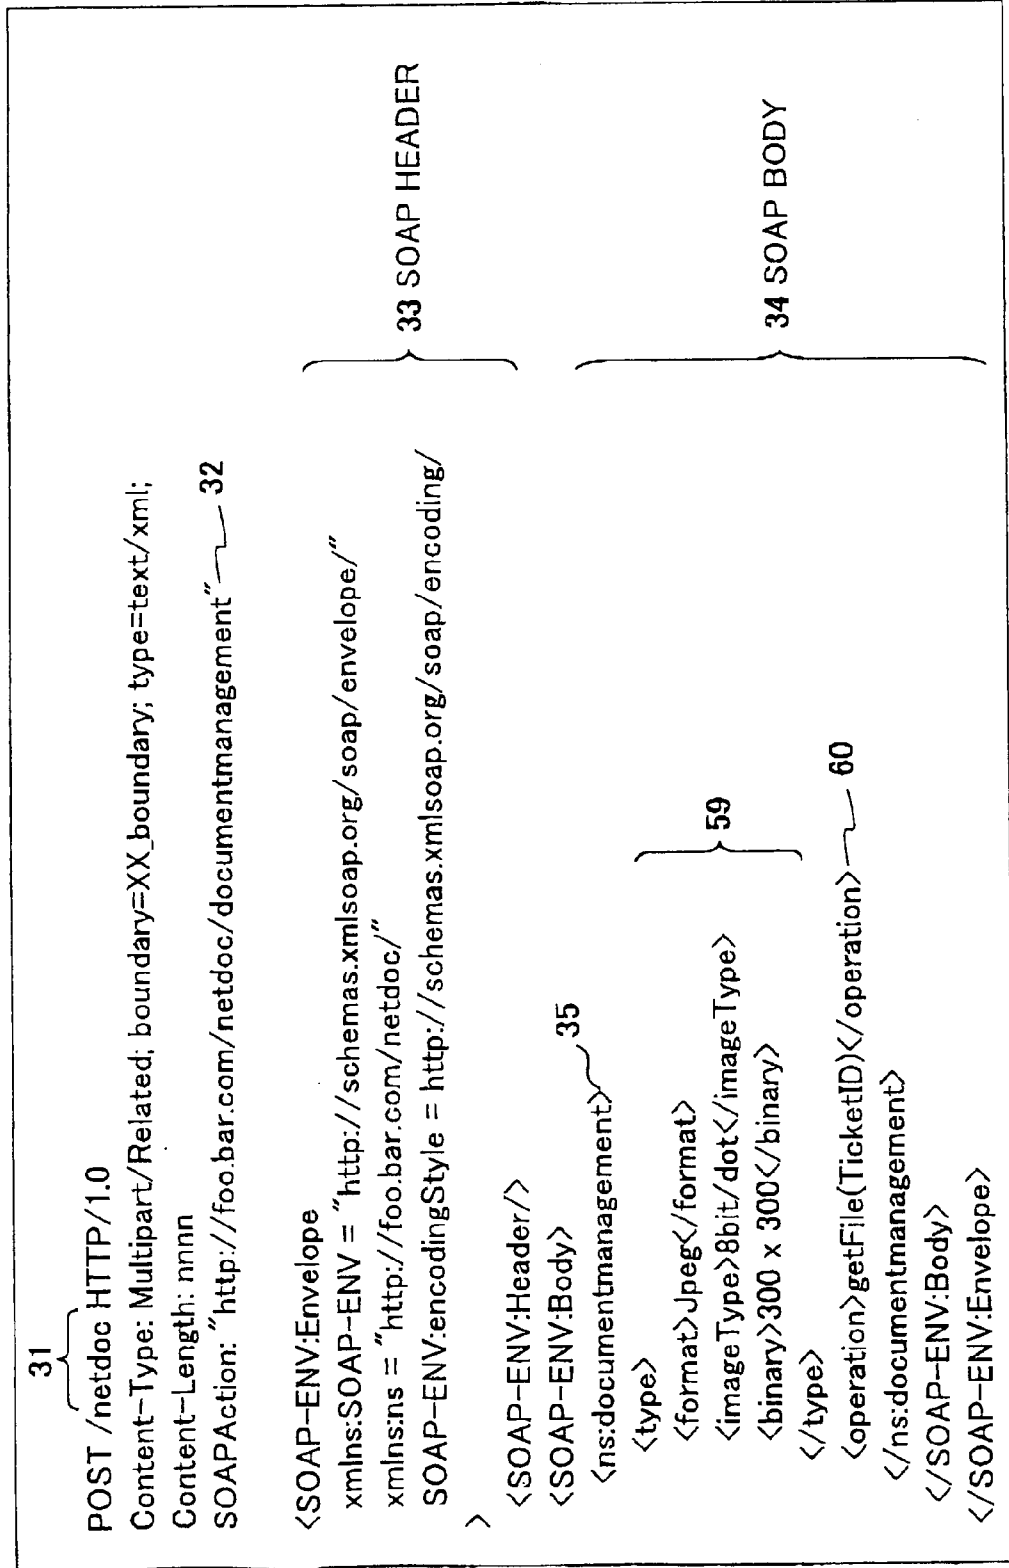 31
POST /netdoc HTTP/1.0
Content-Type: Multipart/Related; boundary=XX_boundary; type=text/xml;
Content-Length: nnnn
SOAPAction: "http://foo.bar.com/netdoc/documentmanagement" 32
<SOAP-ENV:Envelope
xmlns:SOAP-ENV = "http://schemas.xmlsoap.org/soap/envelope/"
xmlns:ns = "http://foo.bar.com/netdoc/"
SOAP-ENV:encodingStyle = http://schemas.xmlsoap.org/soap/encoding/
>
33 SOAP HEADER
<SOAP-ENV:Header/>
<SOAP-ENV:Body>
<ns:documentmanagement> 35
<type>
<format>Jpeg</format>
<imageType>8bit/dot</imageType>
<binary>300 x 300</binary>
</type>
59
<operation>getFile(TicketID)</operation> 60
</ns:documentmanagement>
</SOAP-ENV:Body>
</SOAP-ENV:Envelope>
34 SOAP BODY